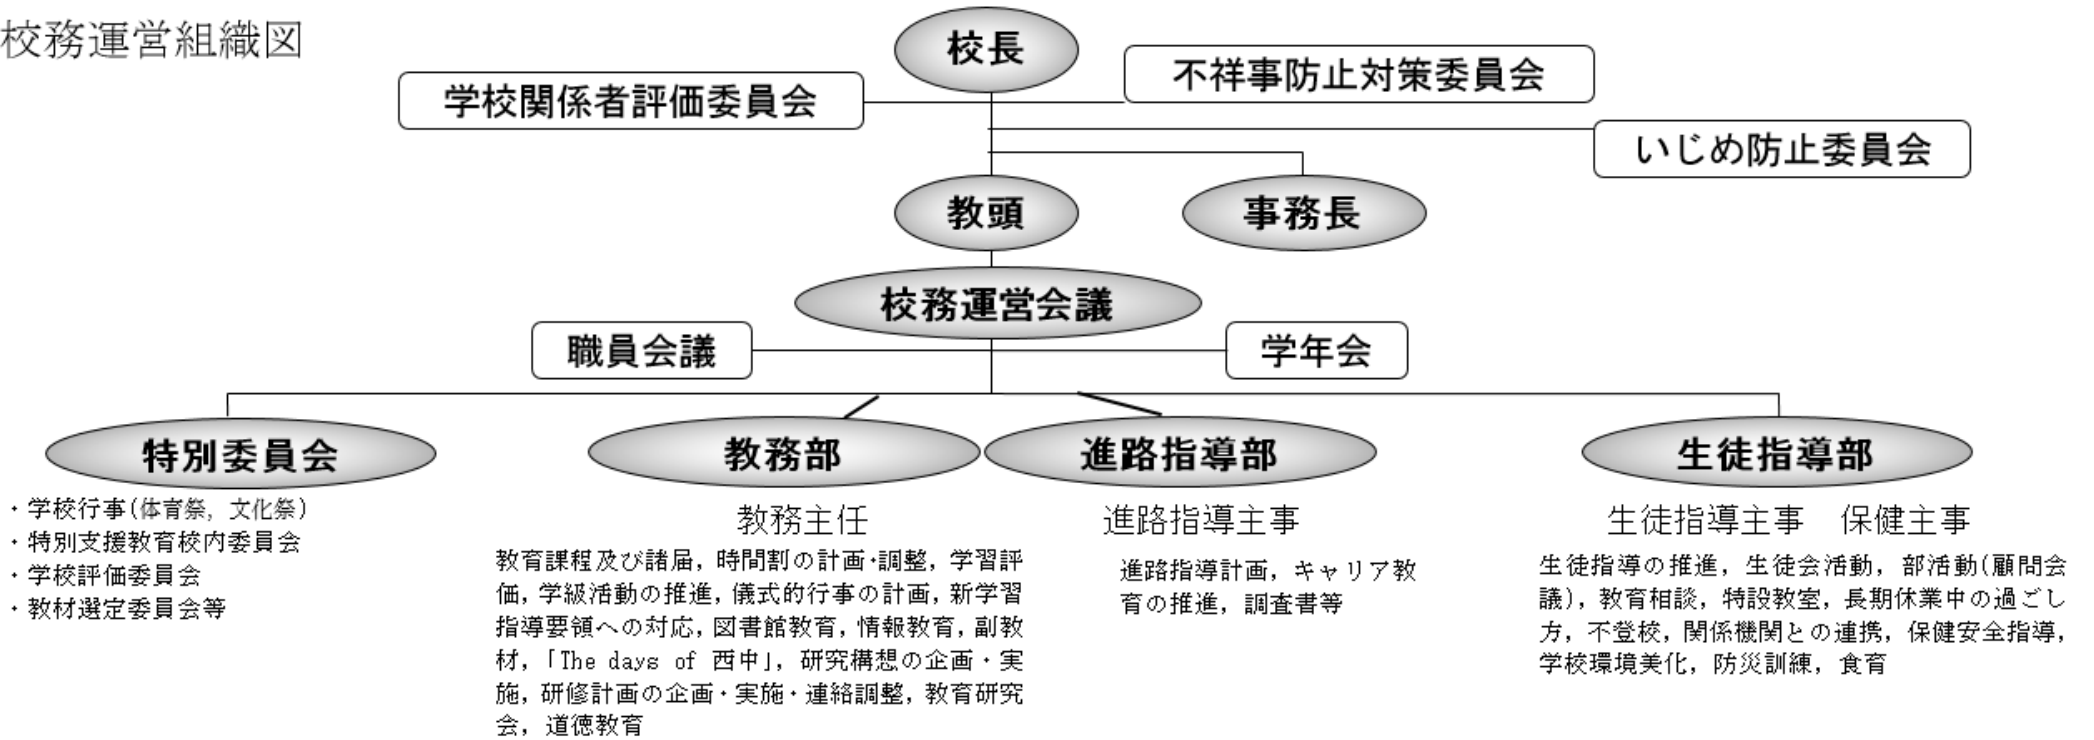 校務運営組織図
校長
不祥事防止対策委員会
学校関係者評価委員会
いじめ防止委員会
教頭
事務長
校務運営会議
職員会議
学年会
特別委員会
・学校行事(体育祭，文化祭)
・特別支援教育校内委員会
・学校評価委員会
・教材選定委員会等
教務部
教務主任
教育課程及び諸届，時間割の計画・調整，学習評
価，学級活動の推進，儀式的行事の計画，新学習
指導要領への対応，図書館教育，情報教育，副教
材，「The days of 西中」，研究構想の企画・実
施，研修計画の企画・実施・連絡調整，教育研究
会，道徳教育
進路指導部
進路指導主事
進路指導計画，キャリア教
育の推進，調査書等
生徒指導部
生徒指導主事　保健主事
生徒指導の推進，生徒会活動，部活動(顧問会
議)，教育相談，特設教室，長期休業中の過ごし
方，不登校，関係機関との連携，保健安全指導，
学校環境美化，防災訓練，食育